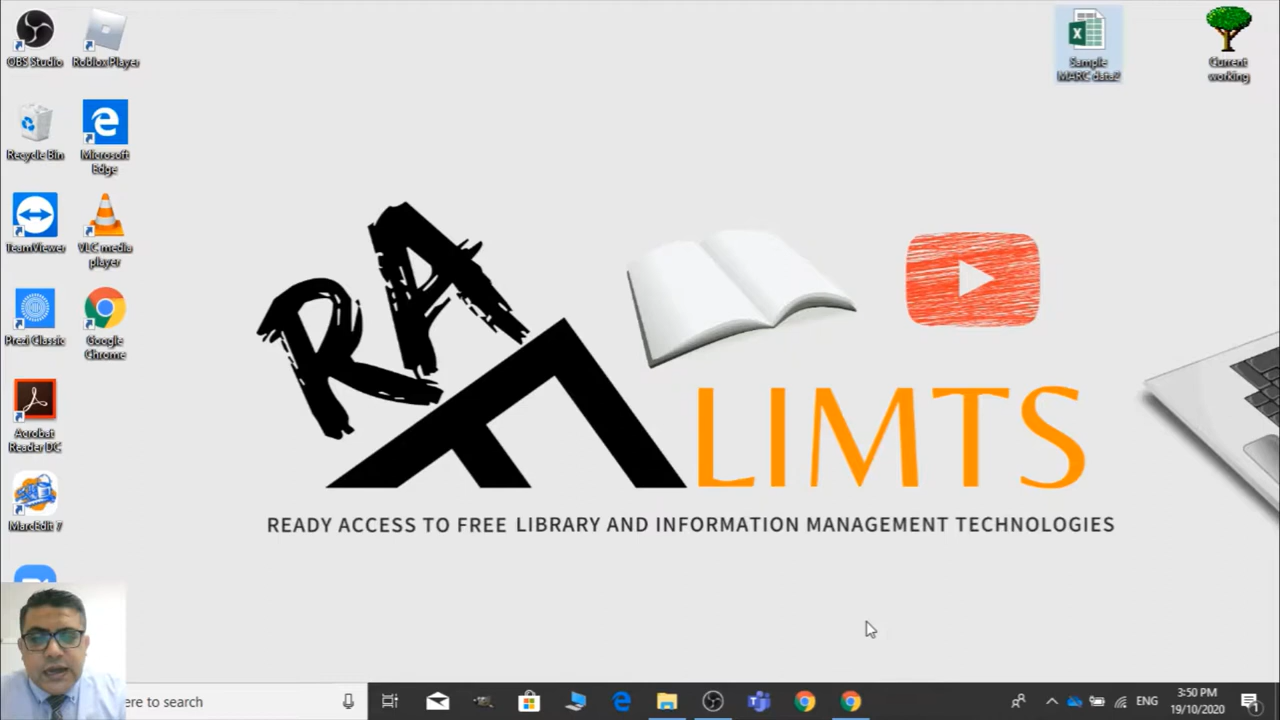 OBS Studio
Roblox Player
Sample
MARC data2
Current
working
Recycle Bin
Microsoft
Edge
TeamViewer
VLC media
player
Prezi Classic
Google
Chrome
Acrobat
Reader DC
MarcEdit 7
RA
LIMTS
READY ACCESS TO FREE LIBRARY AND INFORMATION MANAGEMENT TECHNOLOGIES
ere to search
ENG
3:50 PM
19/10/2020
1